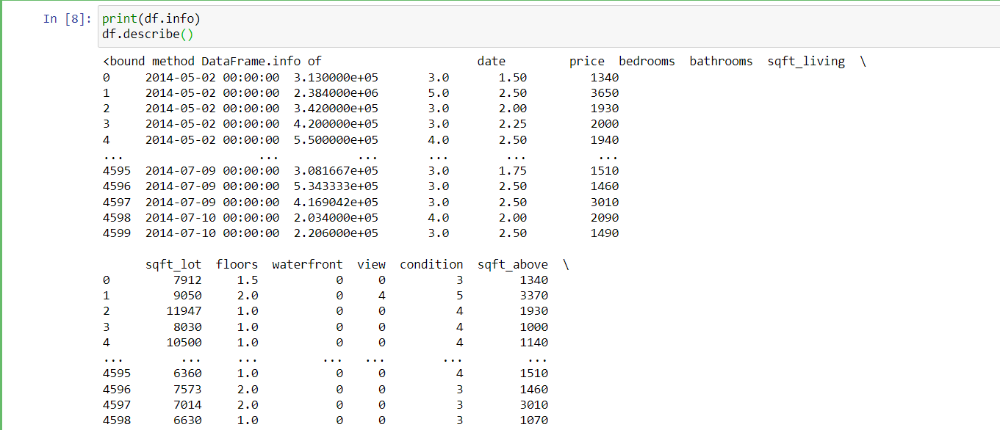 In [8]: print(df.info)
df.describe()
<bound method DataFrame.info of                      date         price  bedrooms  bathrooms  sqft_living  \
0     2014-05-02 00:00:00  3.130000e+05       3.0       1.50         1340
1     2014-05-02 00:00:00  2.384000e+06       5.0       2.50         3650
2     2014-05-02 00:00:00  3.420000e+05       3.0       2.00         1930
3     2014-05-02 00:00:00  4.200000e+05       3.0       2.25         2000
4     2014-05-02 00:00:00  5.500000e+05       4.0       2.50         1940
...                   ...           ...       ...        ...          ...
4595  2014-07-09 00:00:00  3.081667e+05       3.0       1.75         1510
4596  2014-07-09 00:00:00  5.343333e+05       3.0       2.50         1460
4597  2014-07-09 00:00:00  4.169042e+05       3.0       2.50         3010
4598  2014-07-10 00:00:00  2.034000e+05       4.0       2.00         2090
4599  2014-07-10 00:00:00  2.206000e+05       3.0       2.50         1490
sqft_lot  floors  waterfront  view  condition  sqft_above  \
0         7912     1.5           0     0          3        1340
1         9050     2.0           0     4          5        3370
2        11947     1.0           0     0          4        1930
3         8030     1.0           0     0          4        1000
4        10500     1.0           0     0          4        1140
...        ...     ...         ...   ...        ...         ...
4595      6360     1.0           0     0          4        1510
4596      7573     2.0           0     0          3        1460
4597      7014     2.0           0     0          3        3010
4598      6630     1.0           0     0          3        1070